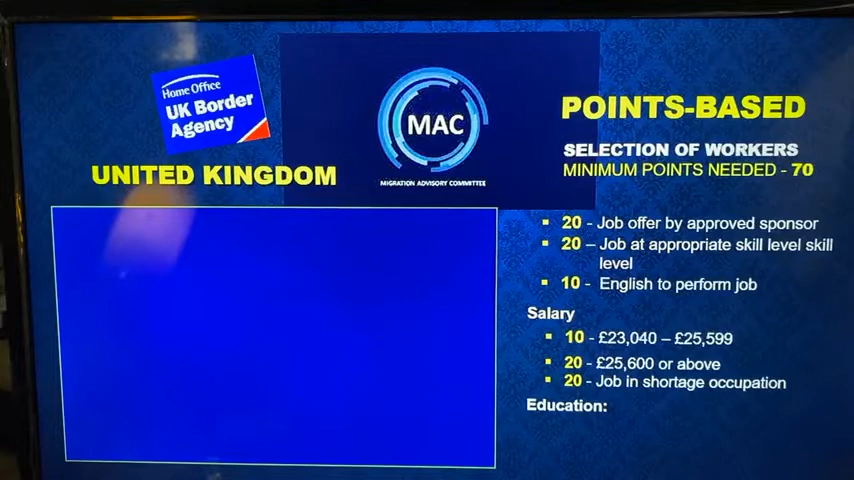 Home Office
UK Border
Agency
UNITED KINGDOM
MAC
MIGRATION ADVISORY COMMITTEE
POINTS-BASED
SELECTION OF WORKERS
MINIMUM POINTS NEEDED - 70
▪ 20 - Job offer by approved sponsor
▪ 20 – Job at appropriate skill level skill
level
▪ 10 - English to perform job
Salary
▪ 10 - £23,040 – £25,599
▪ 20 - £25,600 or above
▪ 20 - Job in shortage occupation
Education: